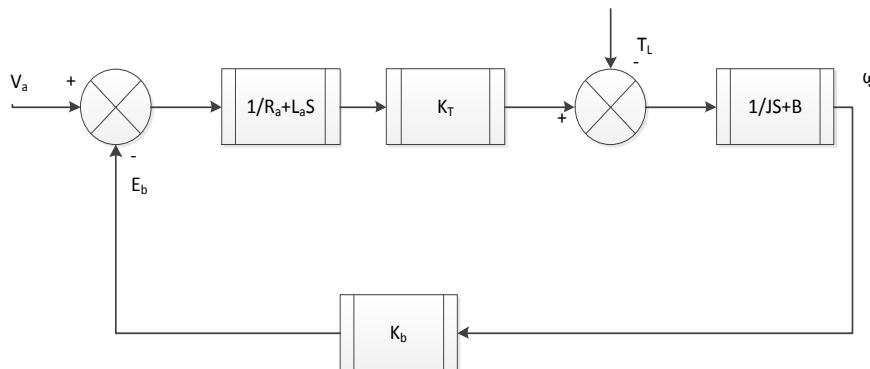 V_a
+
1/R_a+L_aS
K_T
T_L
-
+
1/JS+B
-
E_b
K_b